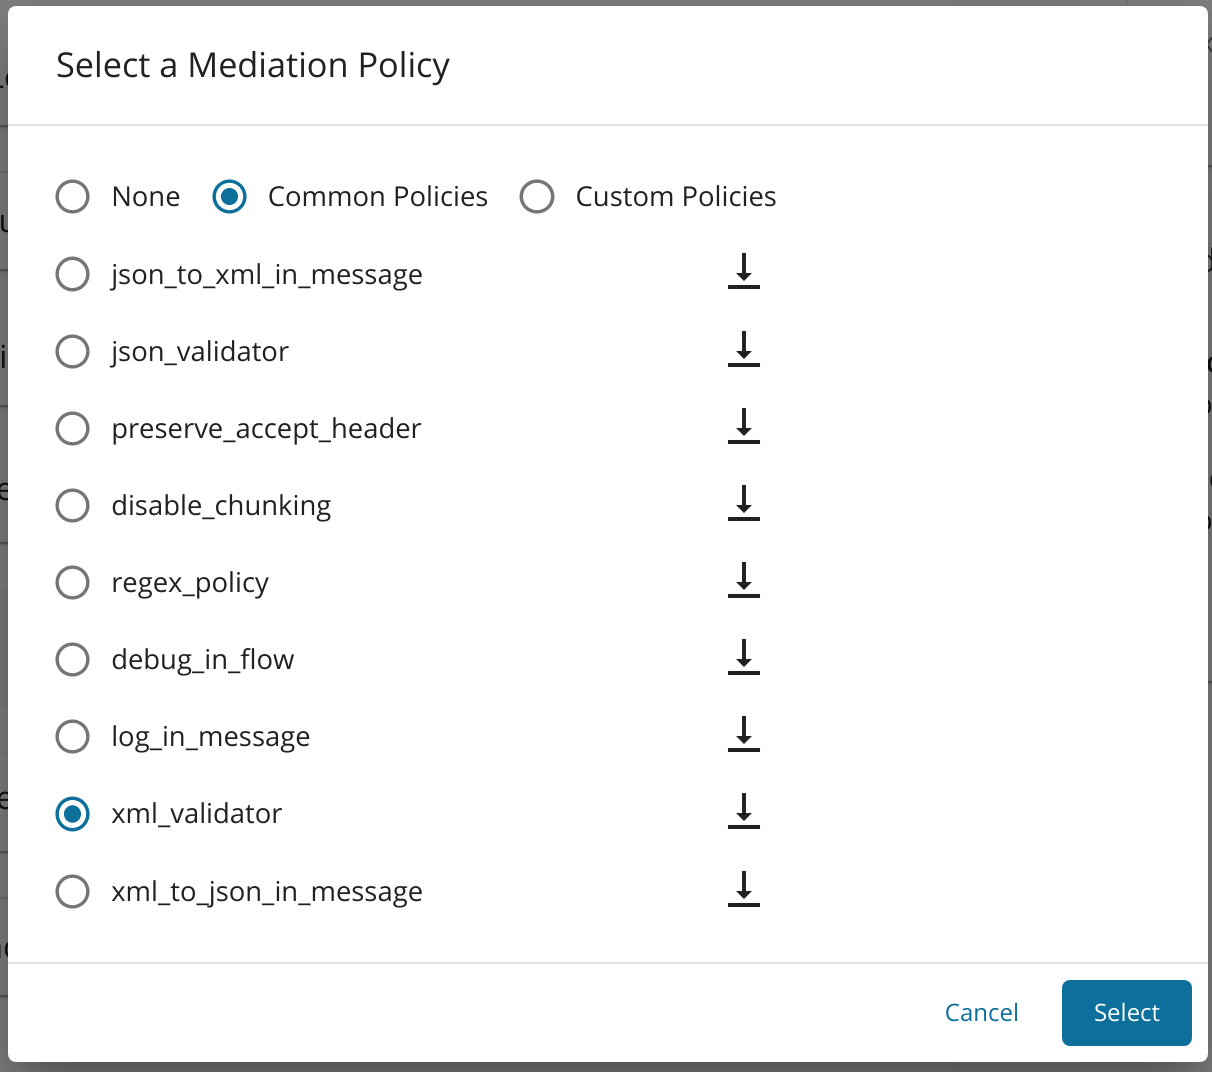 Select a Mediation Policy
None Common Policies Custom Policies
json_to_xml_in_message
json_validator
preserve_accept_header
disable_chunking
regex_policy
debug_in_flow
log_in_message
xml_validator
xml_to_json_in_message
Cancel Select